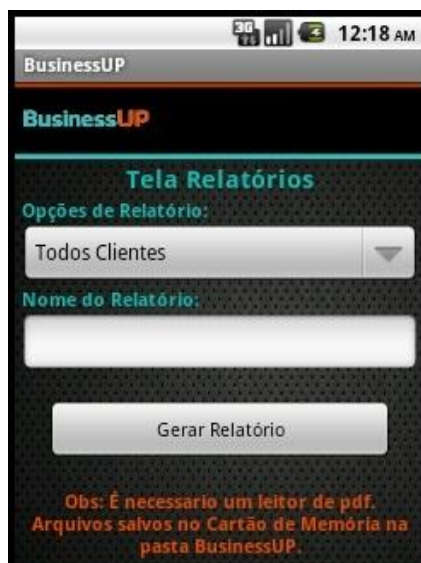 3G 12:18 AM
BusinessUP
BusinessUP
Tela Relatórios
Opções de Relatório:
Todos Clientes
Nome do Relatório:
Gerar Relatório
Obs: É necessario um leitor de pdf.
Arquivos salvos no Cartão de Memória na
pasta BusinessUP.